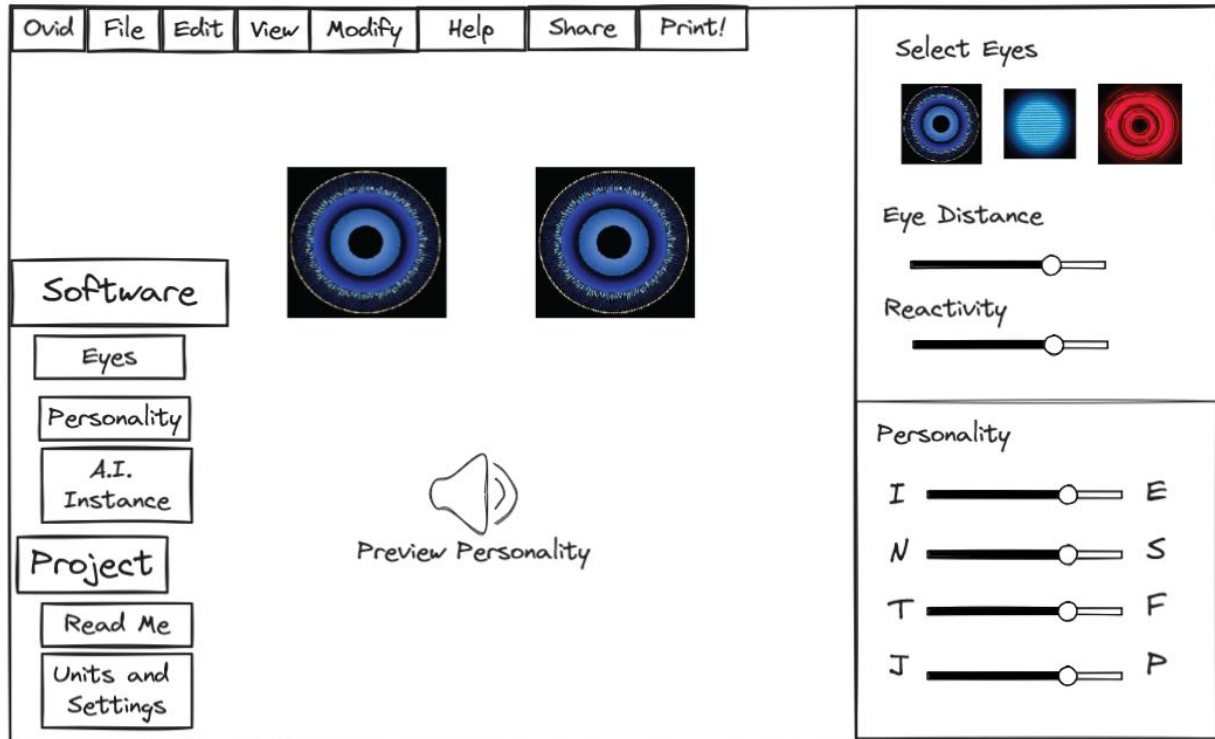 Ovid File Edit View Modify Help Share Print!
Software
Eyes
Personality
A.I.
Instance
Project
Read Me
Units and
Settings
Preview Personality
Select Eyes
Eye Distance
Reactivity
Personality
I E
N S
T F
J P